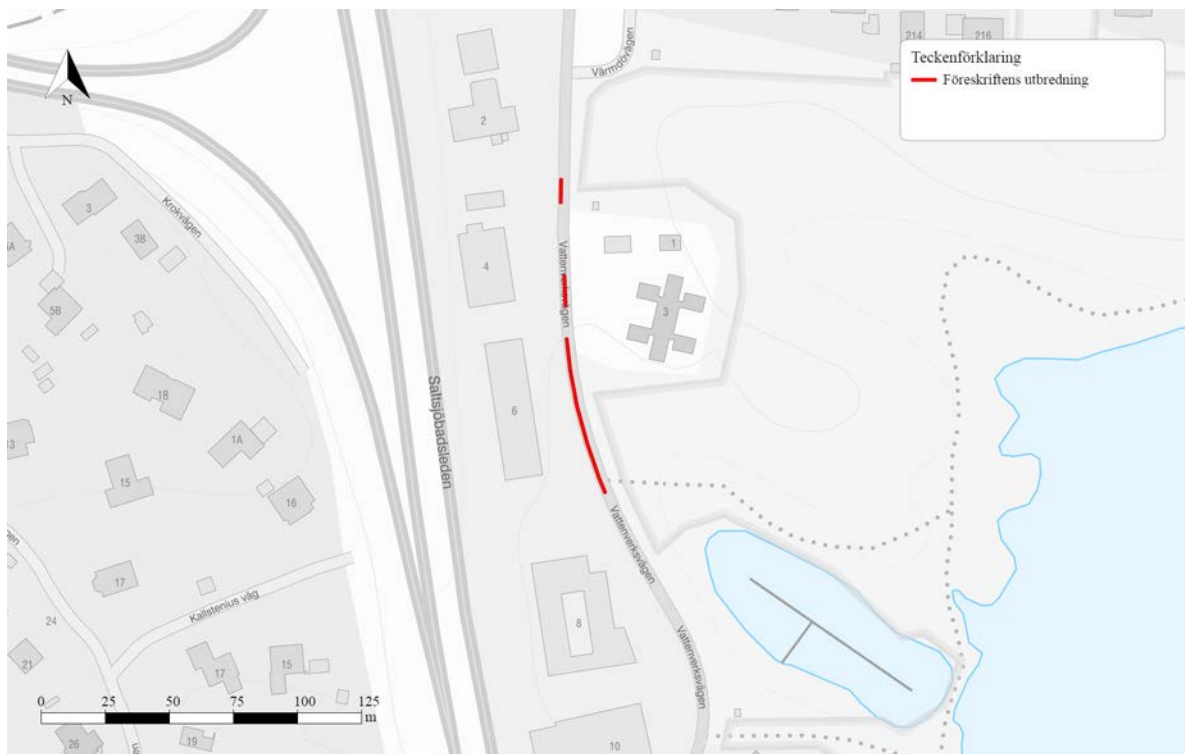 214
216
Teckenförklaring
Föreskriftens utbredning
N
Värmdövägen
2
Krokvägen
3
3B
5A
4
1
Vattenverksvägen
3
5B
Saltsjöbadsleden
6
1B
1A
13
15
16
Vattenverksvägen
17
Kallstenius väg
24
8
Vattenverksvägen
21
17
15
0 25 50 75 100 125
m
26
19
10